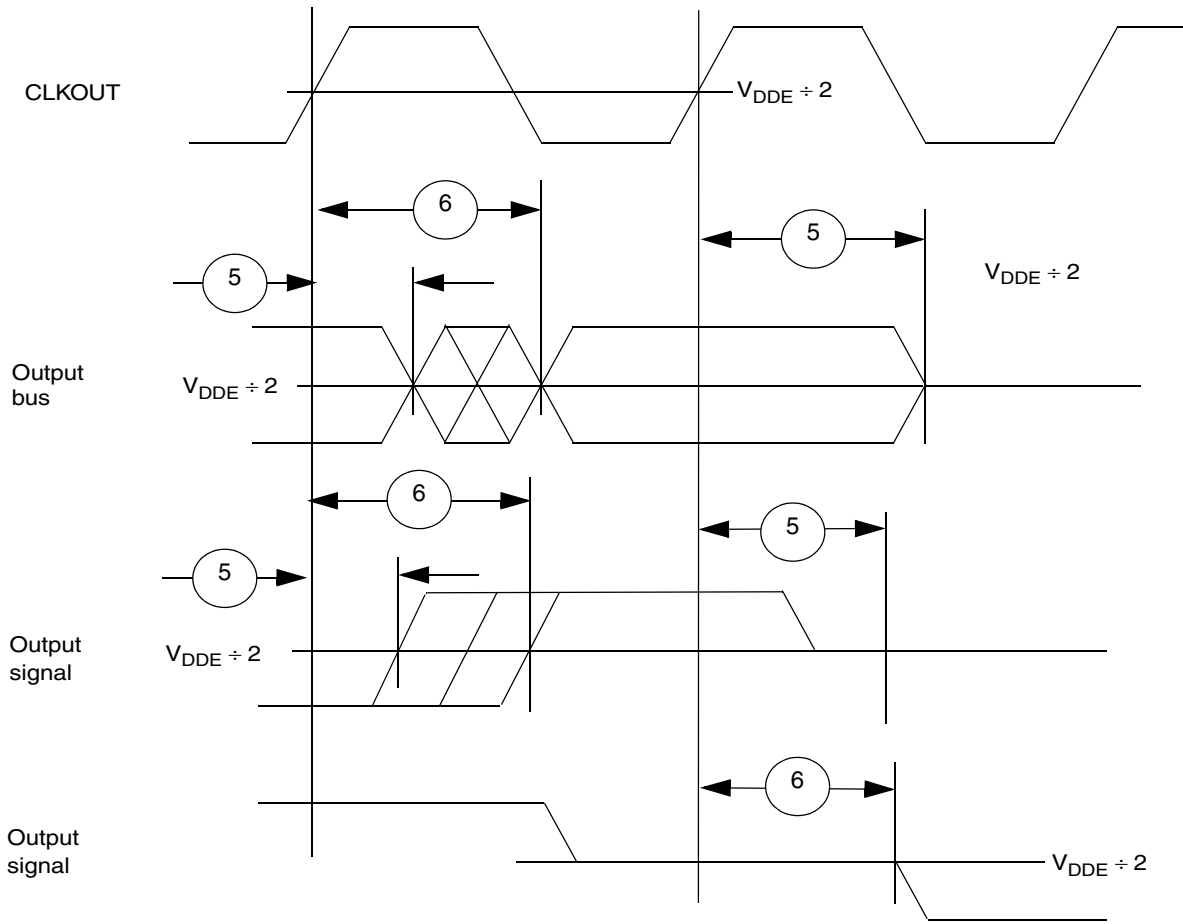 CLKOUT
V_DDE ÷ 2
6
5
5
V_DDE ÷ 2
Output
bus
V_DDE ÷ 2
6
5
5
Output
signal
V_DDE ÷ 2
6
Output
signal
V_DDE ÷ 2